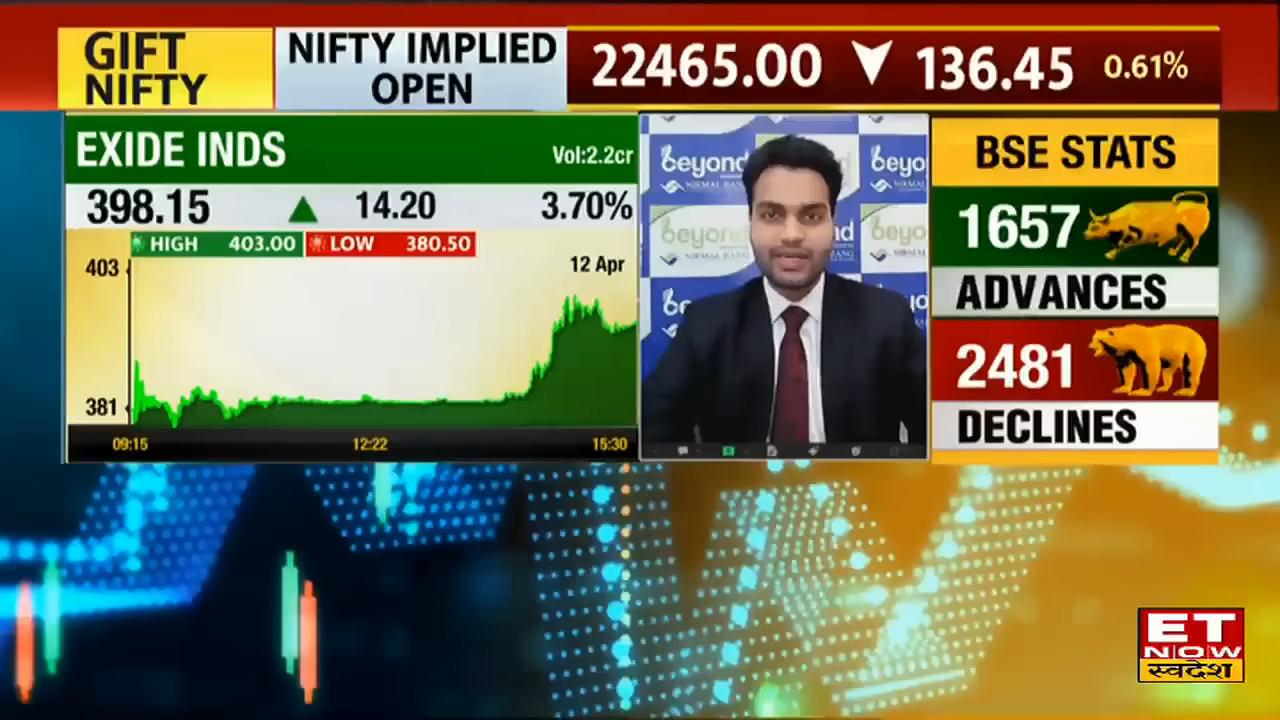 GIFT NIFTY
NIFTY IMPLIED OPEN
22465.00 ▼ 136.45 0.61%
EXIDE INDS Vol:2.2cr
398.15 ▲ 14.20 3.70%
HIGH 403.00 LOW 380.50
403
12 Apr
381
09:15 12:22 15:30
beyond beyo
NIRMAL BANG
beyond
BSE STATS
1657
ADVANCES
2481
DECLINES
ET
NOW
स्वदेश